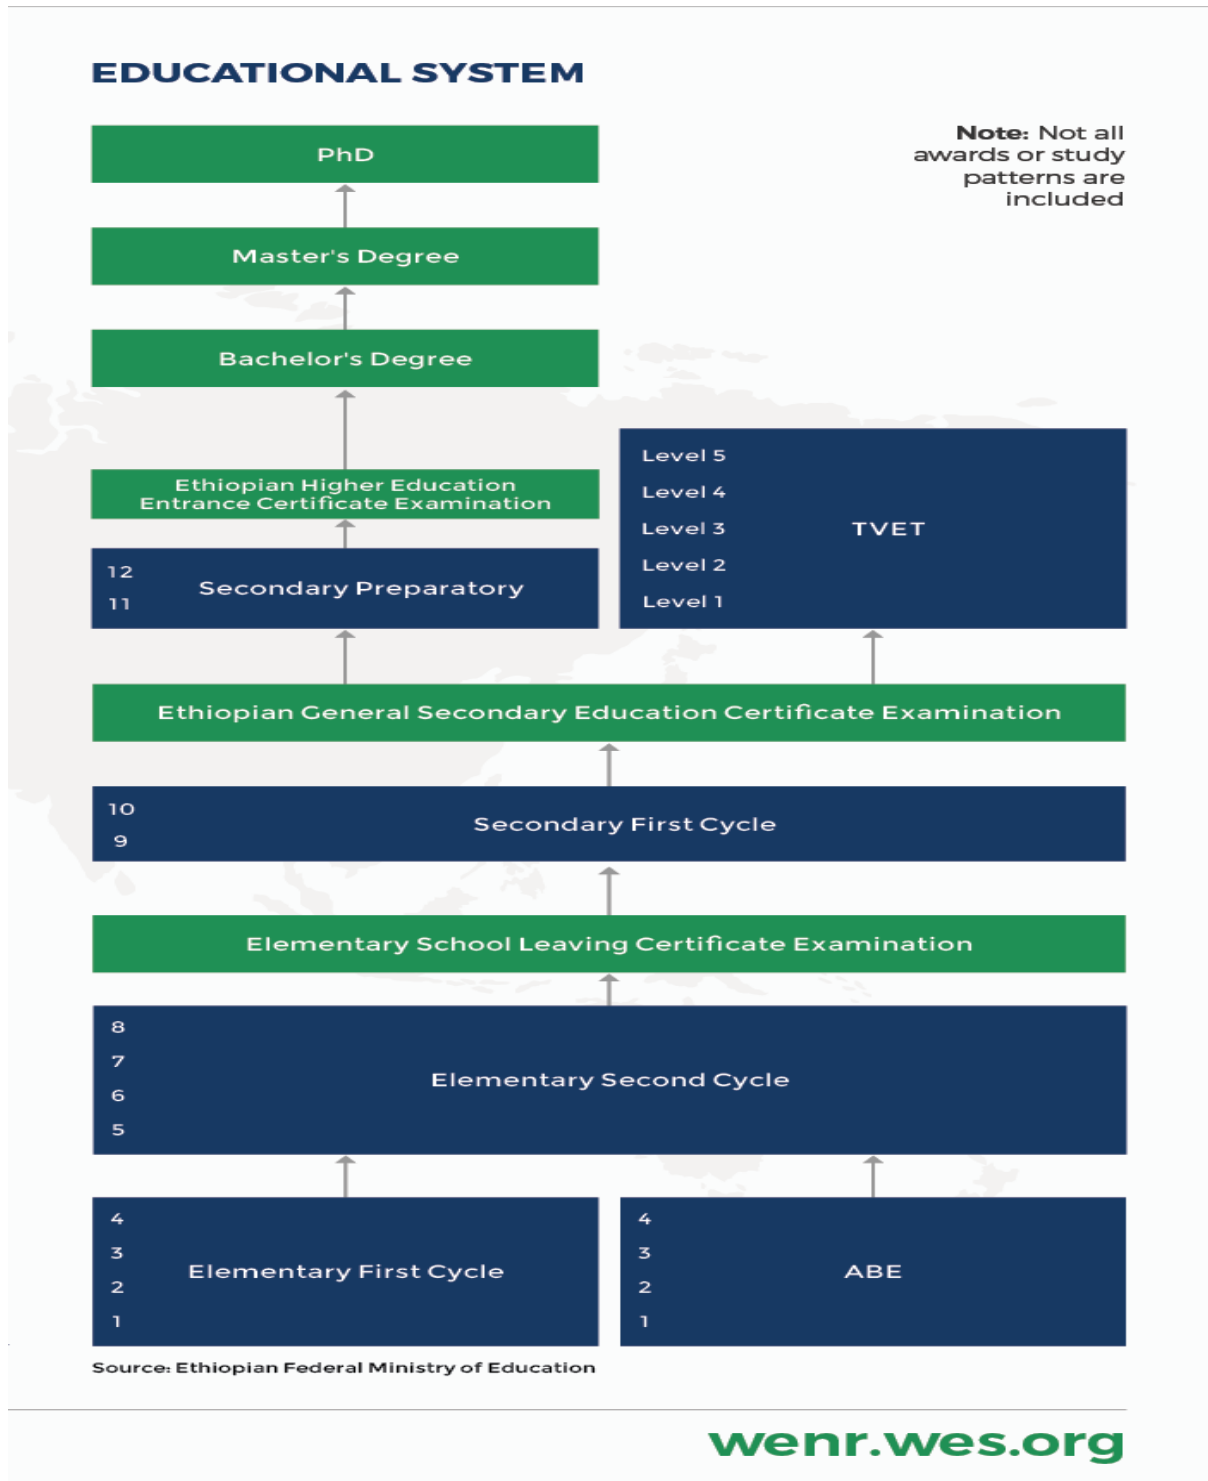 EDUCATIONAL SYSTEM
Note: Not all
awards or study
patterns are
included
PhD
Master's Degree
Bachelor's Degree
Ethiopian Higher Education
Entrance Certificate Examination
12
11
Secondary Preparatory
Level 5
Level 4
Level 3
Level 2
Level 1
TVET
Ethiopian General Secondary Education Certificate Examination
10
9
Secondary First Cycle
Elementary School Leaving Certificate Examination
8
7
6
5
Elementary Second Cycle
4
3
2
1
Elementary First Cycle
4
3
2
1
ABE
Source: Ethiopian Federal Ministry of Education
wenr.wes.org